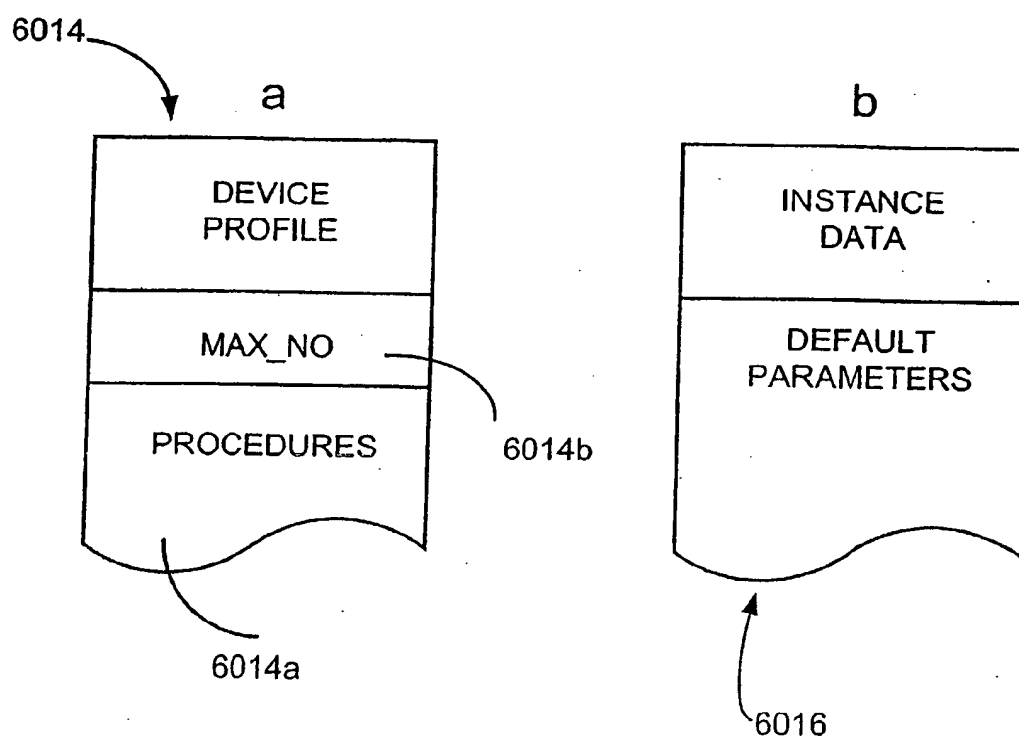 6014
a
b
DEVICE
PROFILE
MAX_NO
PROCEDURES
6014b
6014a
INSTANCE
DATA
DEFAULT
PARAMETERS
6016